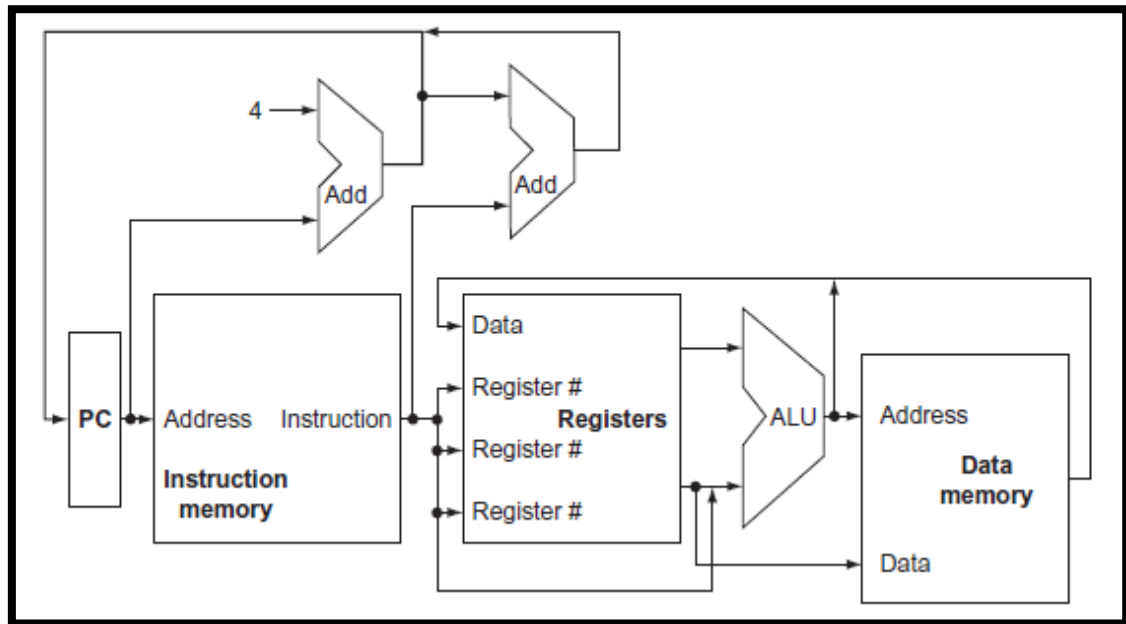 4
Add
Add
Data
Register #
PC
Address
Instruction
Registers
ALU
Address
Register #
Instruction
memory
Data
memory
Register #
Data